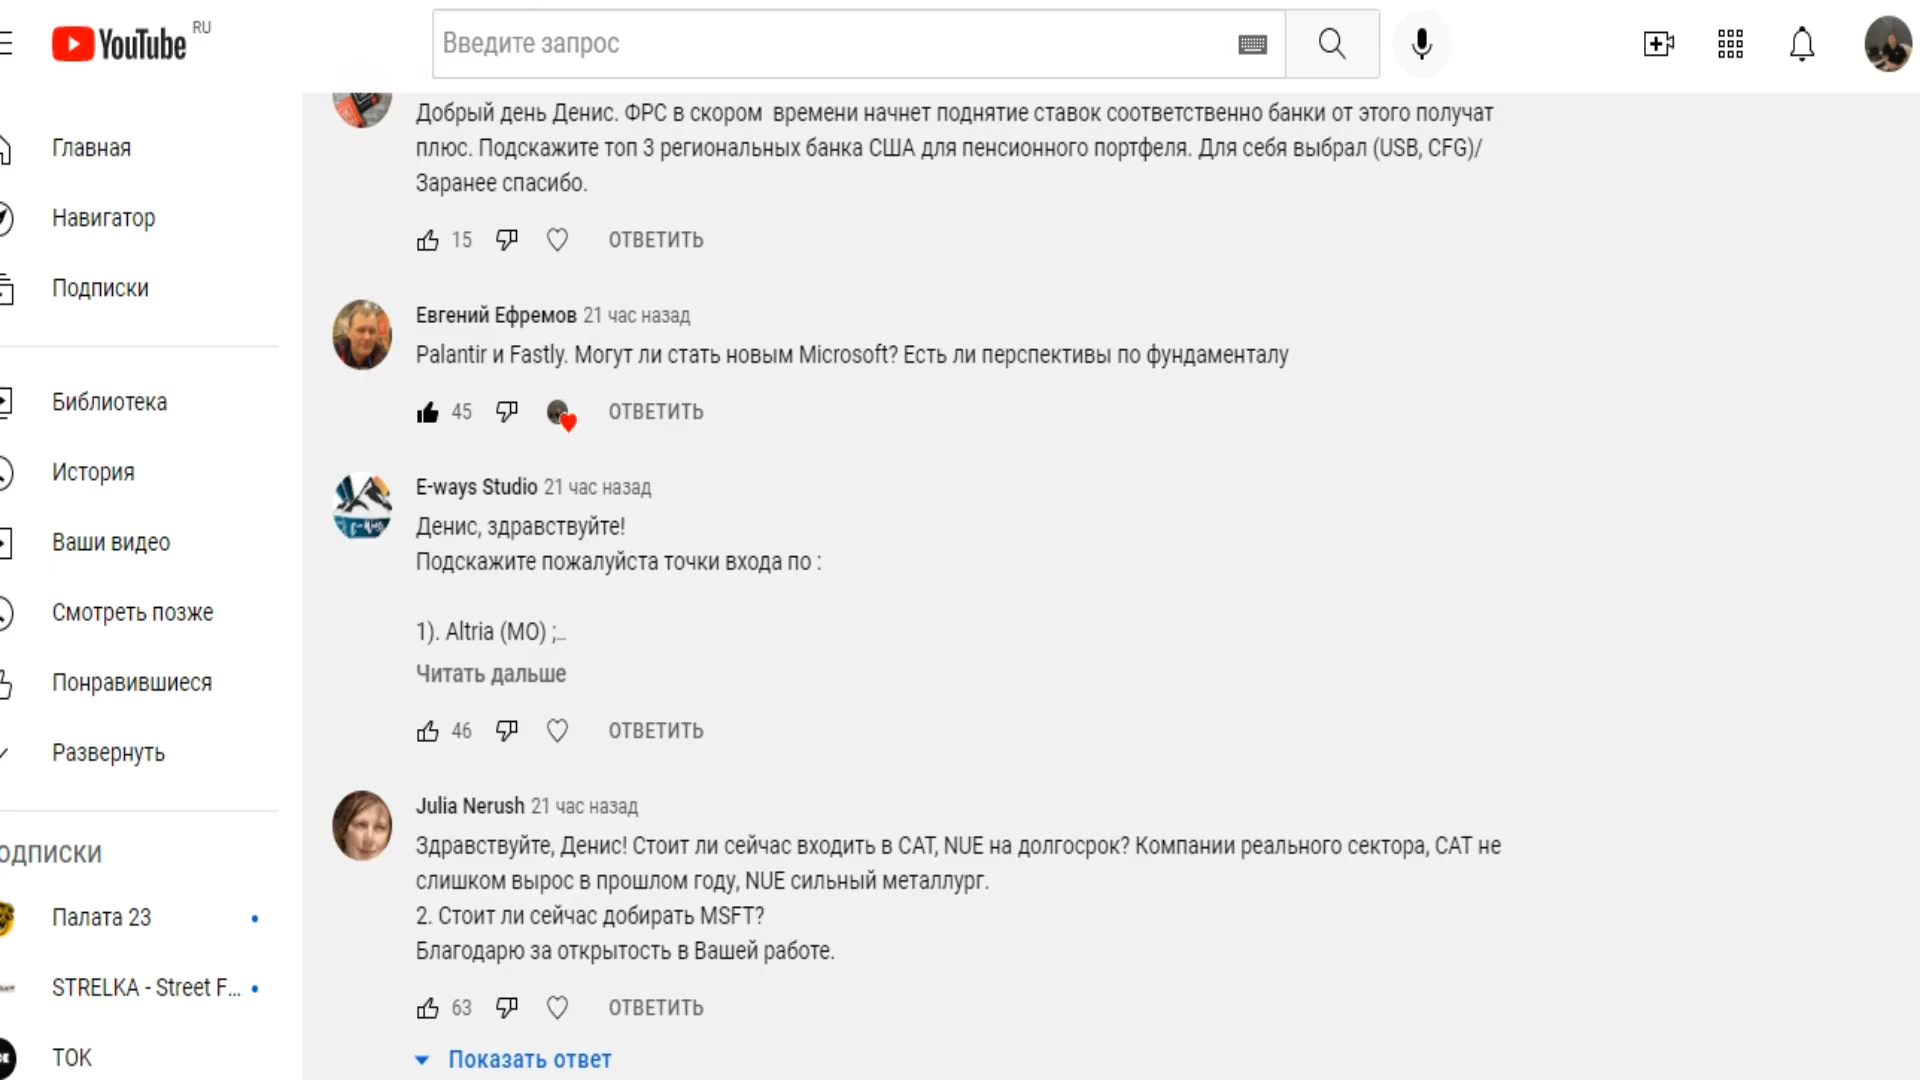 YouTube RU
Введите запрос
Главная
Навигатор
Подписки
Библиотека
История
Ваши видео
Смотреть позже
Понравившиеся
Развернуть
одписки
Палата 23
STRELKA - Street F...
ТОК
Добрый день Денис. ФРС в скором времени начнет поднятие ставок соответственно банки от этого получат
плюс. Подскажите топ 3 региональных банка США для пенсионного портфеля. Для себя выбрал (USB, CFG)/
Заранее спасибо.
15 ОТВЕТИТЬ
Евгений Ефремов 21 час назад
Palantir и Fastly. Могут ли стать новым Microsoft? Есть ли перспективы по фундаменталу
45 ОТВЕТИТЬ
E-ways Studio 21 час назад
Денис, здравствуйте!
Подскажите пожалуйста точки входа по :
1). Altria (MO) ;...
Читать дальше
46 ОТВЕТИТЬ
Julia Nerush 21 час назад
Здравствуйте, Денис! Стоит ли сейчас входить в CAT, NUE на долгосрок? Компании реального сектора, CAT не
слишком вырос в прошлом году, NUE сильный металлург.
2. Стоит ли сейчас добирать MSFT?
Благодарю за открытость в Вашей работе.
63 ОТВЕТИТЬ
Показать ответ